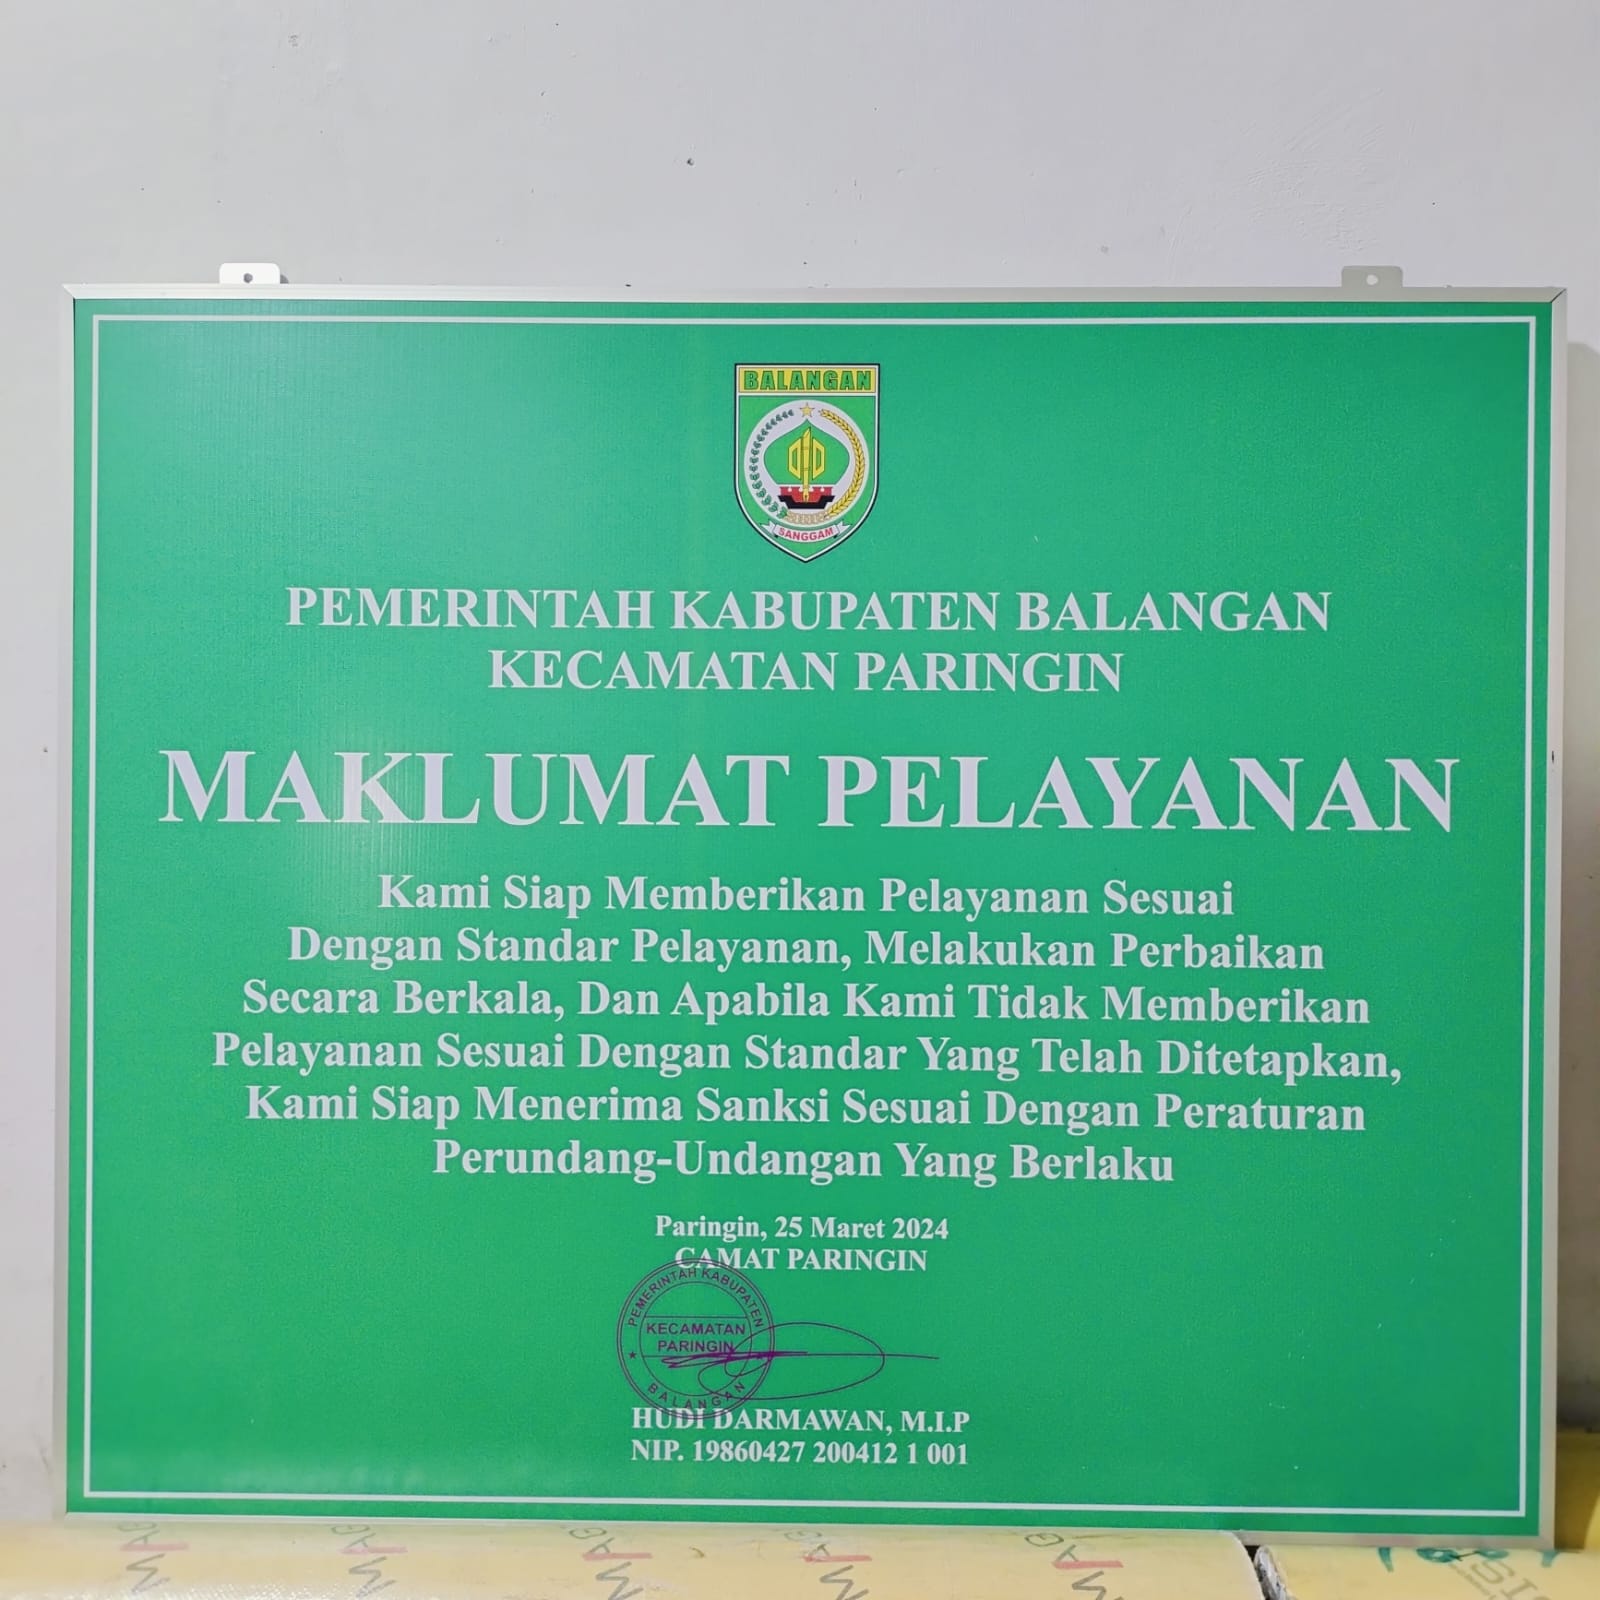 BALANGAN
SANGGAM
PEMERINTAH KABUPATEN BALANGAN
KECAMATAN PARINGIN
MAKLUMAT PELAYANAN
Kami Siap Memberikan Pelayanan Sesuai
Dengan Standar Pelayanan, Melakukan Perbaikan
Secara Berkala, Dan Apabila Kami Tidak Memberikan
Pelayanan Sesuai Dengan Standar Yang Telah Ditetapkan,
Kami Siap Menerima Sanksi Sesuai Dengan Peraturan
Perundang-Undangan Yang Berlaku
Paringin, 25 Maret 2024
CAMAT PARINGIN
PEMERINTAH KABUPATEN
KECAMATAN
PARINGIN
BALANGAN
HUDI DARMAWAN, M.I.P
NIP. 19860427 200412 1 001